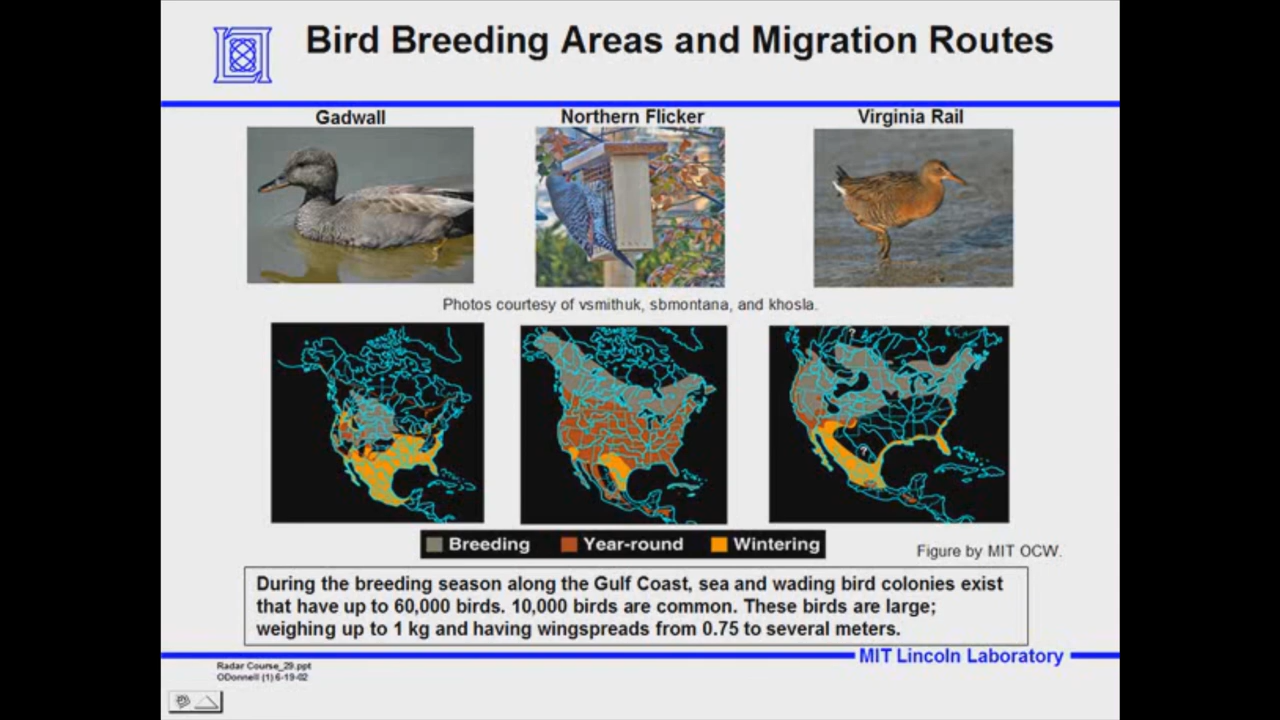 Bird Breeding Areas and Migration Routes
Gadwall
Northern Flicker
Virginia Rail
Photos courtesy of vsmithuk, sbmontana, and khosla.
?
?
Breeding
Year-round
Wintering
Figure by MIT OCW.
During the breeding season along the Gulf Coast, sea and wading bird colonies exist
that have up to 60,000 birds. 10,000 birds are common. These birds are large;
weighing up to 1 kg and having wingspreads from 0.75 to several meters.
MIT Lincoln Laboratory
Radar Course_29.ppt
ODonnell (1) 6-19-02